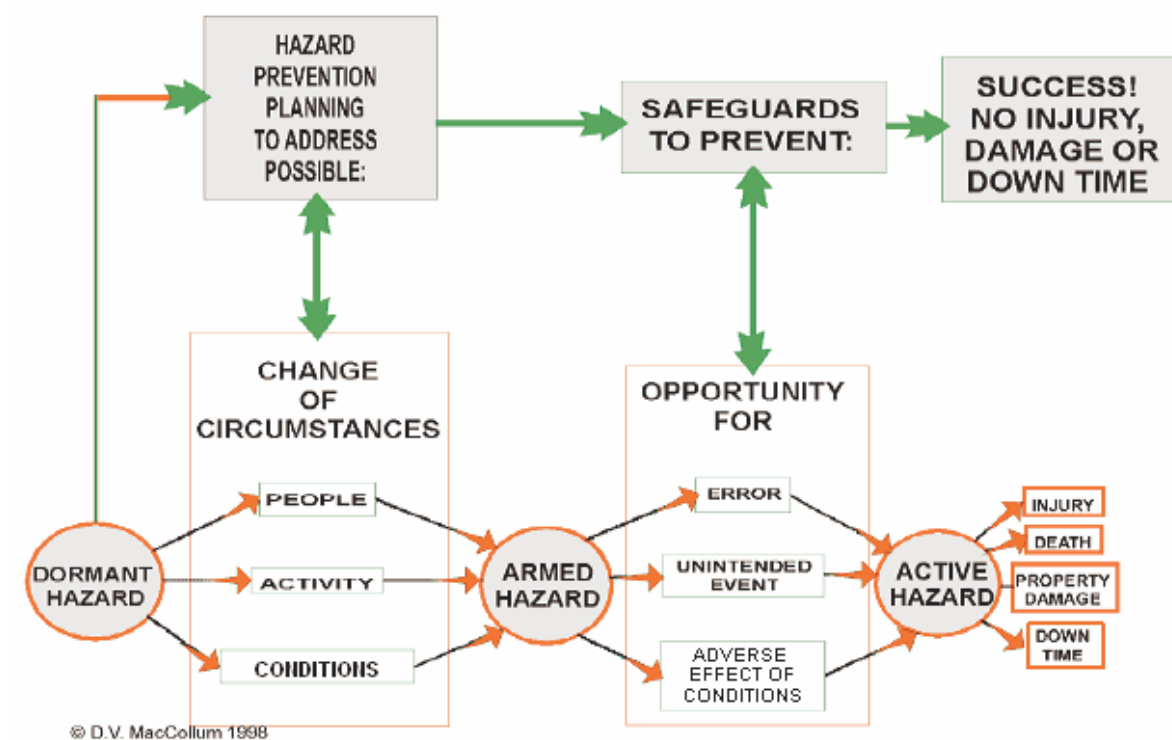 HAZARD
PREVENTION
PLANNING
TO ADDRESS
POSSIBLE:
SAFEGUARDS
TO PREVENT:
SUCCESS!
NO INJURY,
DAMAGE OR
DOWN TIME
CHANGE
OF
CIRCUMSTANCES
OPPORTUNITY
FOR
DORMANT
HAZARD
PEOPLE
ACTIVITY
CONDITIONS
ARMED
HAZARD
ERROR
UNINTENDED
EVENT
ADVERSE
EFFECT OF
CONDITIONS
ACTIVE
HAZARD
INJURY
DEATH
PROPERTY
DAMAGE
DOWN
TIME
© D.V. MacCollum 1998